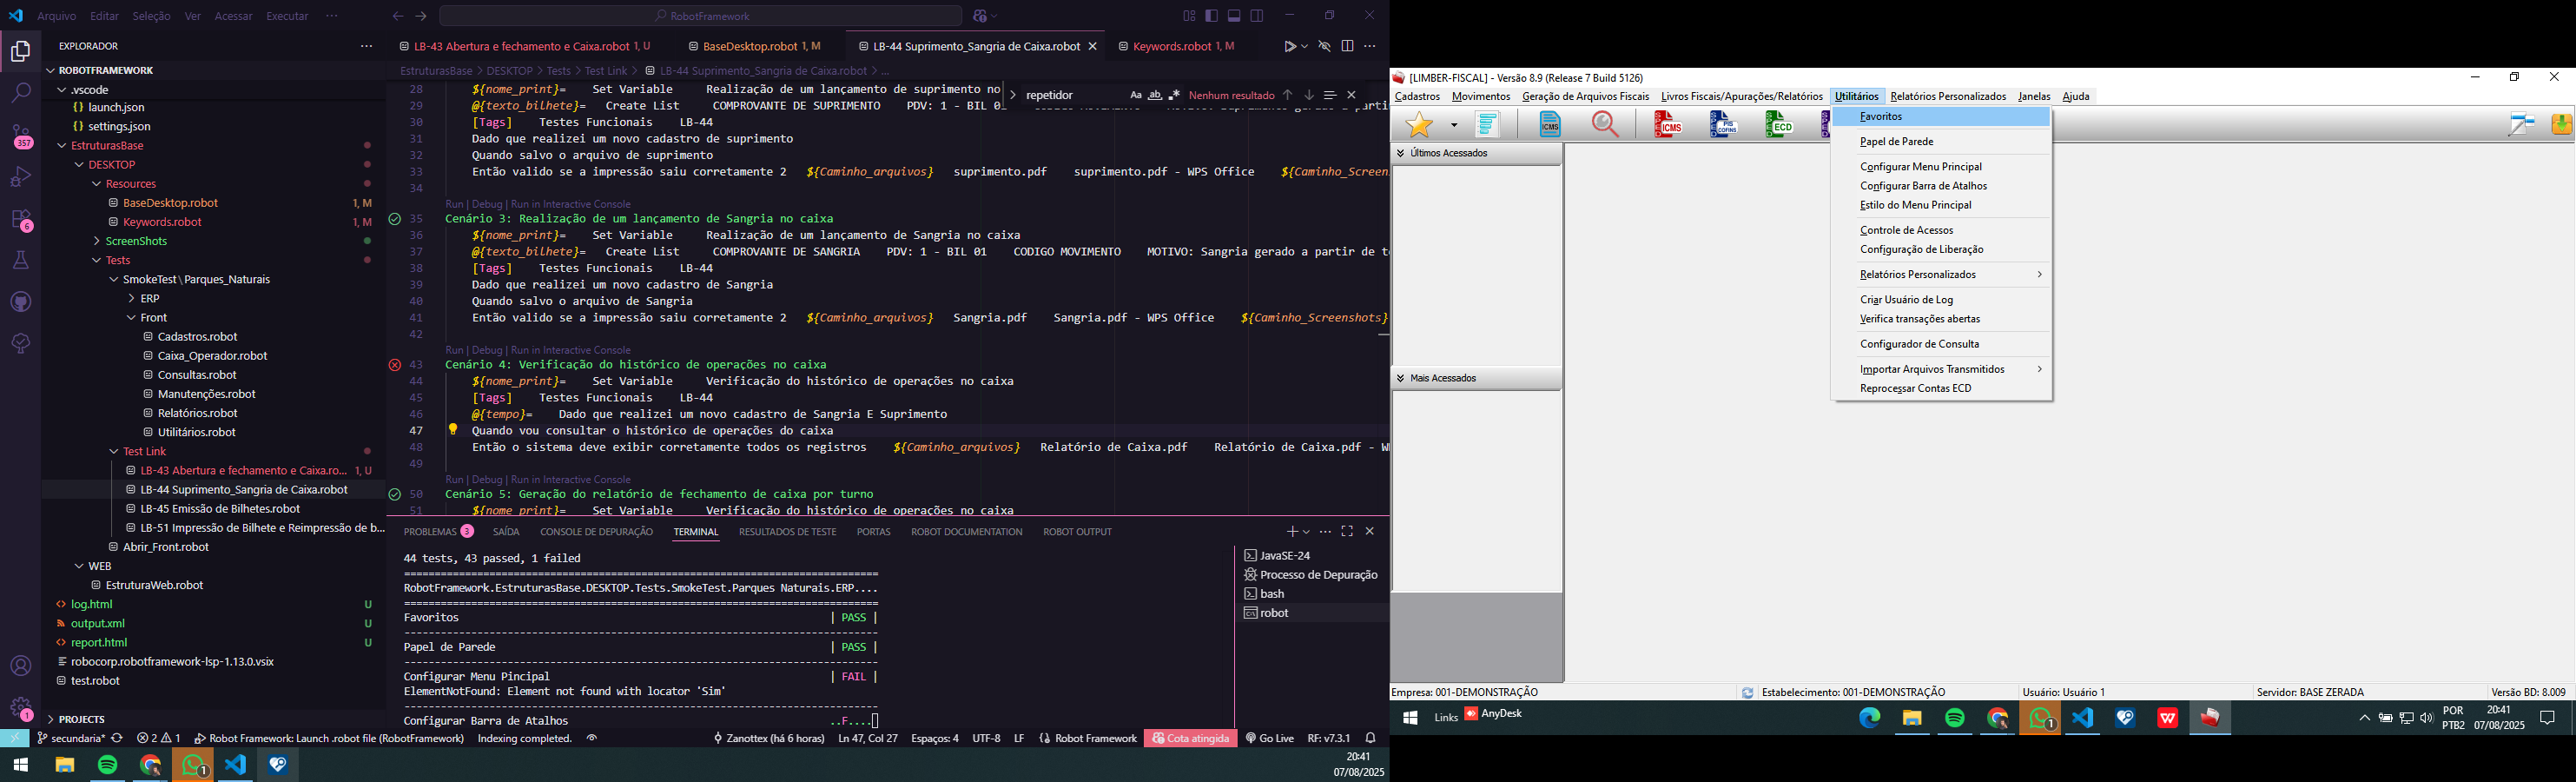 Arquivo Editar Seleção Ver Acessar Executar ···
RobotFramework
EXPLORADOR
ROBOTFRAMEWORK
.vscode
launch.json
settings.json
EstruturasBase
DESKTOP
Resources
BaseDesktop.robot 1, M
Keywords.robot 1, M
ScreenShots
Tests
SmokeTest\Parques_Naturais
ERP
Front
Cadastros.robot
Caixa_Operador.robot
Consultas.robot
Manutenções.robot
Relatórios.robot
Utilitários.robot
Test Link
LB-43 Abertura e fechamento e Caixa.ro... 1, U
LB-44 Suprimento_Sangria de Caixa.robot
LB-45 Emissão de Bilhetes.robot
LB-51 Impressão de Bilhete e Reimpressão de b...
Abrir_Front.robot
WEB
EstruturaWeb.robot
log.html U
output.xml U
report.html U
robocorp.robotframework-lsp-1.13.0.vsix
test.robot
PROJECTS
357
6
1
LB-43 Abertura e fechamento e Caixa.robot 1, U
BaseDesktop.robot 1, M
LB-44 Suprimento_Sangria de Caixa.robot
Keywords.robot 1, M
EstruturasBase > DESKTOP > Tests > Test Link > LB-44 Suprimento_Sangria de Caixa.robot > ...
repetidor Aa ab .* Nenhum resultado
28 ${nome_print}= Set Variable Realização de um lançamento de suprimento no
29 @{texto_bilhete}= Create List COMPROVANTE DE SUPRIMENTO PDV: 1 - BIL 01
30 [Tags] Testes Funcionais LB-44
31 Dado que realizei um novo cadastro de suprimento
32 Quando salvo o arquivo de suprimento
33 Então valido se a impressão saiu corretamente 2 ${Caminho_arquivos} suprimento.pdf suprimento.pdf - WPS Office ${Caminho_Screens
34
Run | Debug | Run in Interactive Console
35 Cenário 3: Realização de um lançamento de Sangria no caixa
36 ${nome_print}= Set Variable Realização de um lançamento de Sangria no caixa
37 @{texto_bilhete}= Create List COMPROVANTE DE SANGRIA PDV: 1 - BIL 01 CODIGO MOVIMENTO MOTIVO: Sangria gerado a partir de t
38 [Tags] Testes Funcionais LB-44
39 Dado que realizei um novo cadastro de Sangria
40 Quando salvo o arquivo de Sangria
41 Então valido se a impressão saiu corretamente 2 ${Caminho_arquivos} Sangria.pdf Sangria.pdf - WPS Office ${Caminho_Screenshots}
42
Run | Debug | Run in Interactive Console
43 Cenário 4: Verificação do histórico de operações no caixa
44 ${nome_print}= Set Variable Verificação do histórico de operações no caixa
45 [Tags] Testes Funcionais LB-44
46 @{tempo}= Dado que realizei um novo cadastro de Sangria E Suprimento
47 Quando vou consultar o histórico de operações do caixa
48 Então o sistema deve exibir corretamente todos os registros ${Caminho_arquivos} Relatório de Caixa.pdf Relatório de Caixa.pdf - W
49
Run | Debug | Run in Interactive Console
50 Cenário 5: Geração do relatório de fechamento de caixa por turno
51 ${nome_print}= Set Variable Verificação do histórico de operações no caixa
PROBLEMAS 3 SAÍDA CONSOLE DE DEPURAÇÃO TERMINAL RESULTADOS DE TESTE PORTAS ROBOT DOCUMENTATION ROBOT OUTPUT
44 tests, 43 passed, 1 failed
==============================================================================
RobotFramework.EstruturasBase.DESKTOP.Tests.SmokeTest.Parques Naturais.ERP....
==============================================================================
Favoritos | PASS |
------------------------------------------------------------------------------
Papel de Parede | PASS |
------------------------------------------------------------------------------
Configurar Menu Pincipal | FAIL |
ElementNotFound: Element not found with locator 'Sim'
------------------------------------------------------------------------------
Configurar Barra de Atalhos ..F....
JavaSE-24
Processo de Depuração
bash
robot
secundaria* 2 1 Robot Framework: Launch .robot file (RobotFramework) Indexing completed. Zanottex (há 6 horas) Ln 47, Col 27 Espaços: 4 UTF-8 LF Robot Framework Cota atingida Go Live RF: v7.3.1
1
20:41
07/08/2025
[LIMBER-FISCAL] - Versão 8.9 (Release 7 Build 5126)
Cadastros Movimentos Geração de Arquivos Fiscais Livros Fiscais/Apurações/Relatórios Utilitários Relatórios Personalizados Janelas Ajuda
ICMS ICMS PIS COFINS ECD
Últimos Acessados
Mais Acessados
Favoritos
Papel de Parede
Configurar Menu Principal
Configurar Barra de Atalhos
Estilo do Menu Principal
Controle de Acessos
Configuração de Liberação
Relatórios Personalizados
Criar Usuário de Log
Verifica transações abertas
Configurador de Consulta
Importar Arquivos Transmitidos
Reprocessar Contas ECD
Empresa: 001-DEMONSTRAÇÃO Estabelecimento: 001-DEMONSTRAÇÃO Usuário: Usuário 1 Servidor: BASE ZERADA Versão BD: 8.009
Links AnyDesk
1
POR
PTB2
20:41
07/08/2025